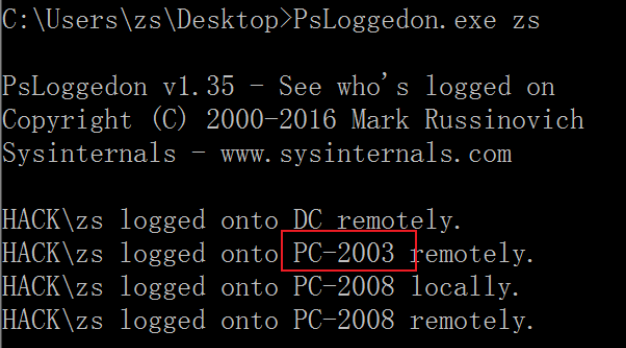 C:\Users\zs\Desktop>PsLoggedon.exe zs
PsLoggedon v1.35 - See who's logged on
Copyright (C) 2000-2016 Mark Russinovich
Sysinternals - www.sysinternals.com
HACK\zs logged onto DC remotely.
HACK\zs logged onto PC-2003 remotely.
HACK\zs logged onto PC-2008 locally.
HACK\zs logged onto PC-2008 remotely.